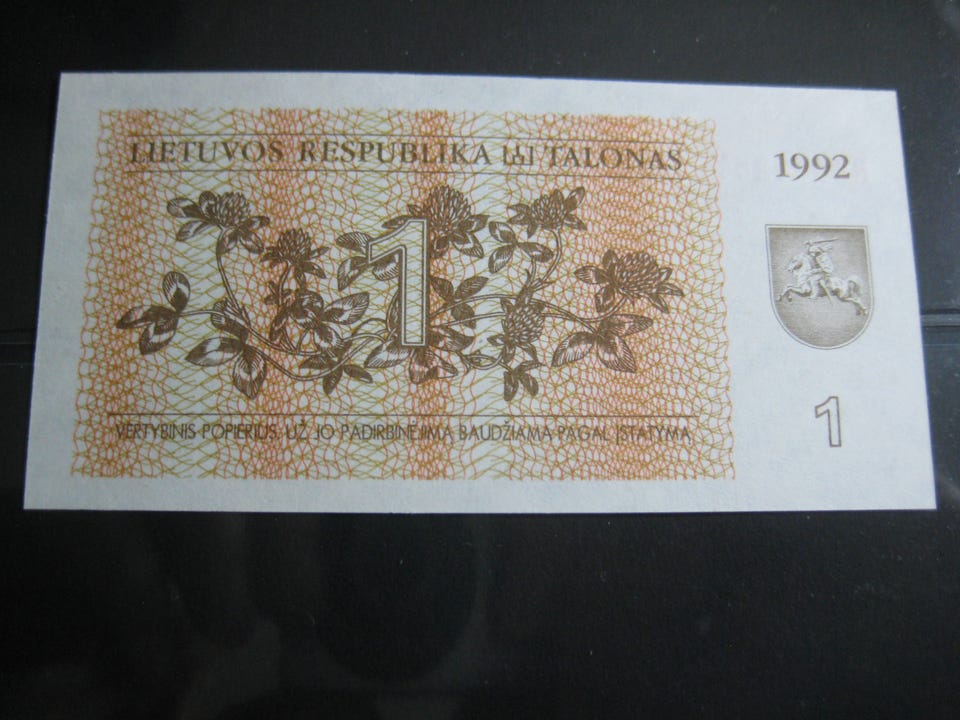 LIETUVOS RESPUBLIKA TALONAS
1992
1
VERTYBINIS POPIERIUS. UŽ JO PADIRBINĖJIMĄ BAUDŽIAMA PAGAL ĮSTATYMĄ
1